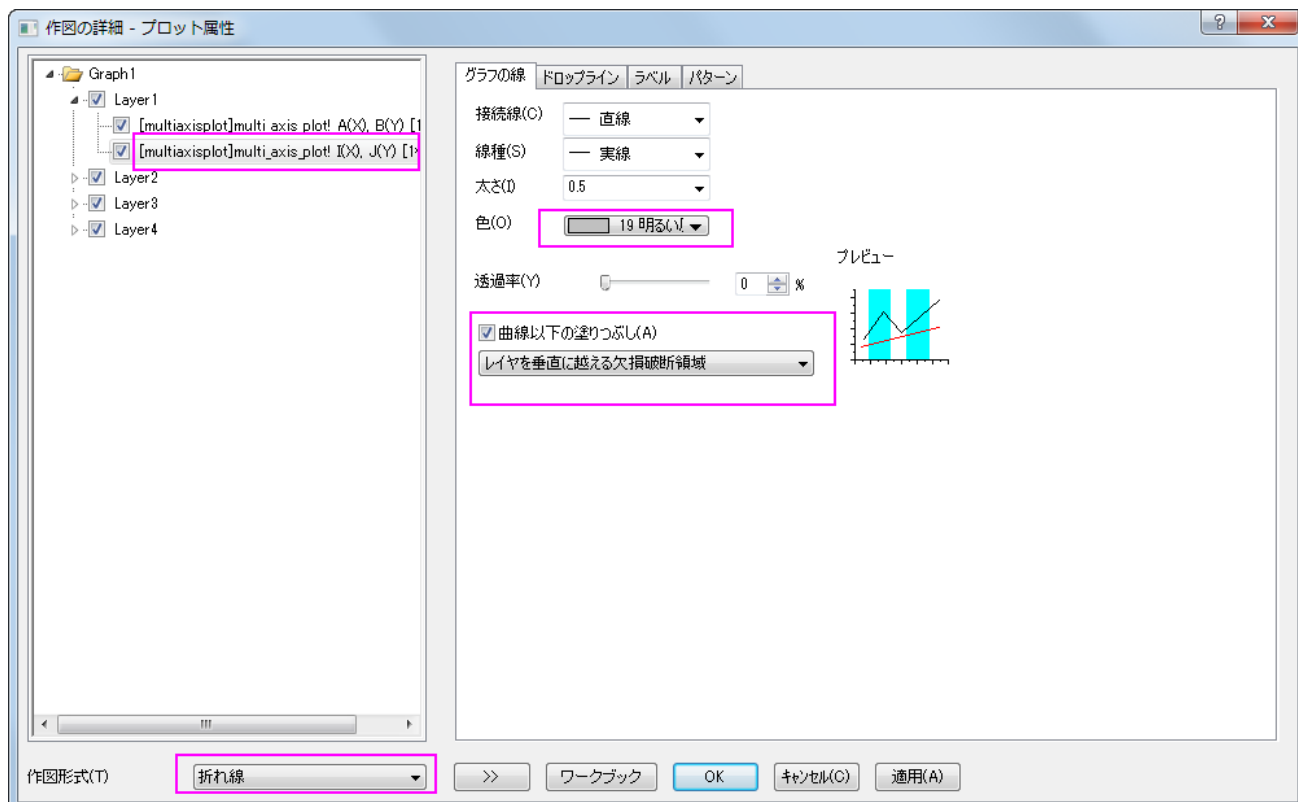 作図の詳細 - プロット属性
Graph1
Layer1
[multiaxisplot]multi axis plot! A(X), B(Y) [1
[multiaxisplot]multi_axis_plot! I(X), J(Y) [1*
Layer2
Layer3
Layer4
グラフの線 ドロップライン ラベル パターン
接続線(C) 直線
線種(S) 実線
太さ(I) 0.5
色(O) 19 明るい
透過率(Y) 0 %
プレビュー
曲線以下の塗りつぶし(A)
レイヤを垂直に越える欠損破断領域
作図形式(T) 折れ線 >> ワークブック OK キャンセル(C) 適用(A)